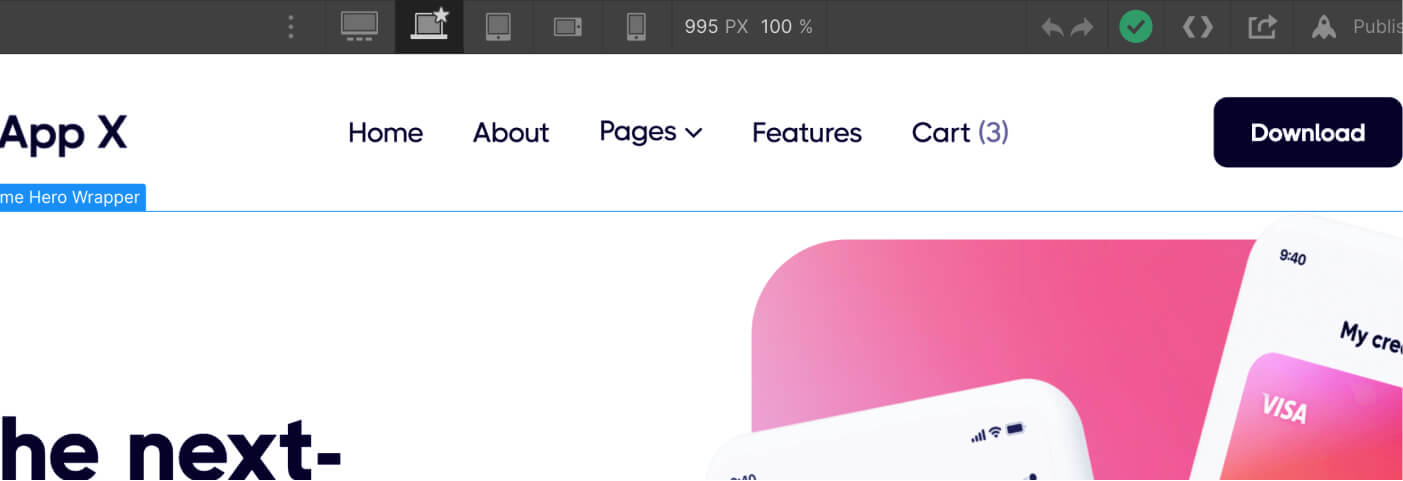 995 PX 100 % Publis
App X Home About Pages Features Cart (3) Download
me Hero Wrapper
9:40
My cre
VISA
he next-
9:40